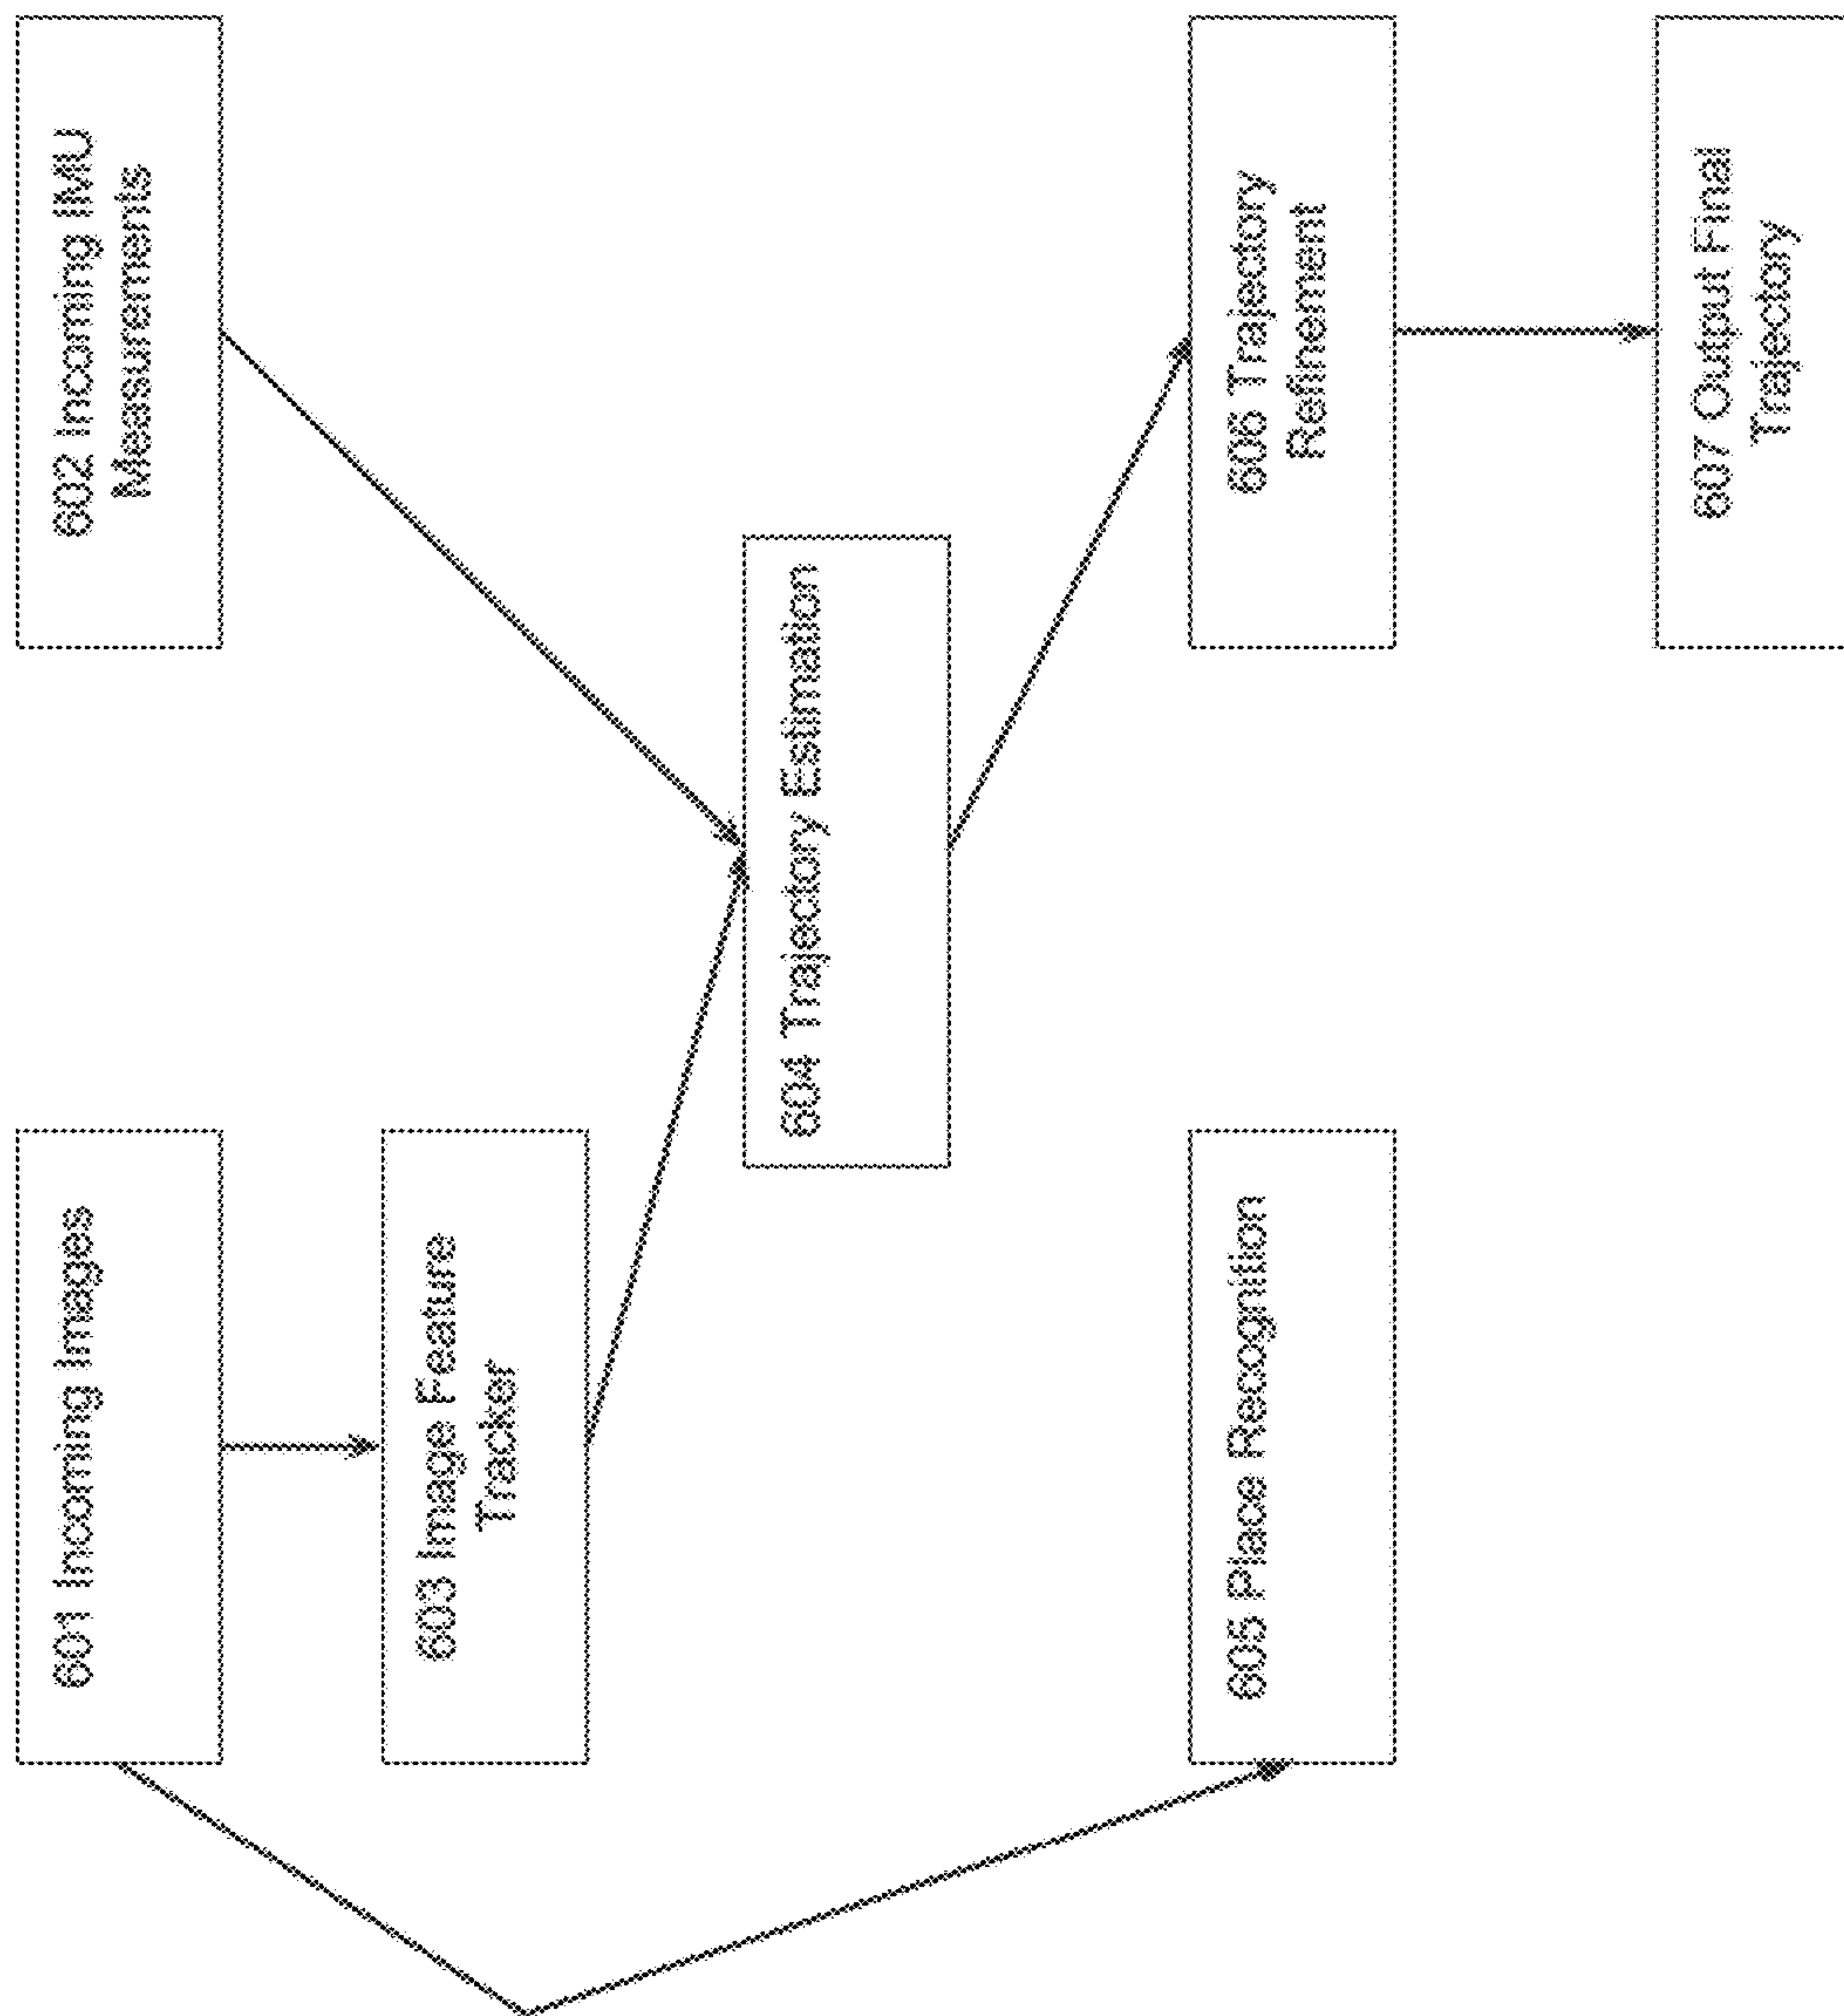 601 Incoming Images
602 Incoming IMU
Measurements
603 Image Feature
Tracker
604 Trajectory Estimation
605 Place Recognition
606 Trajectory
Refinement
607 Output Final
Trajectory